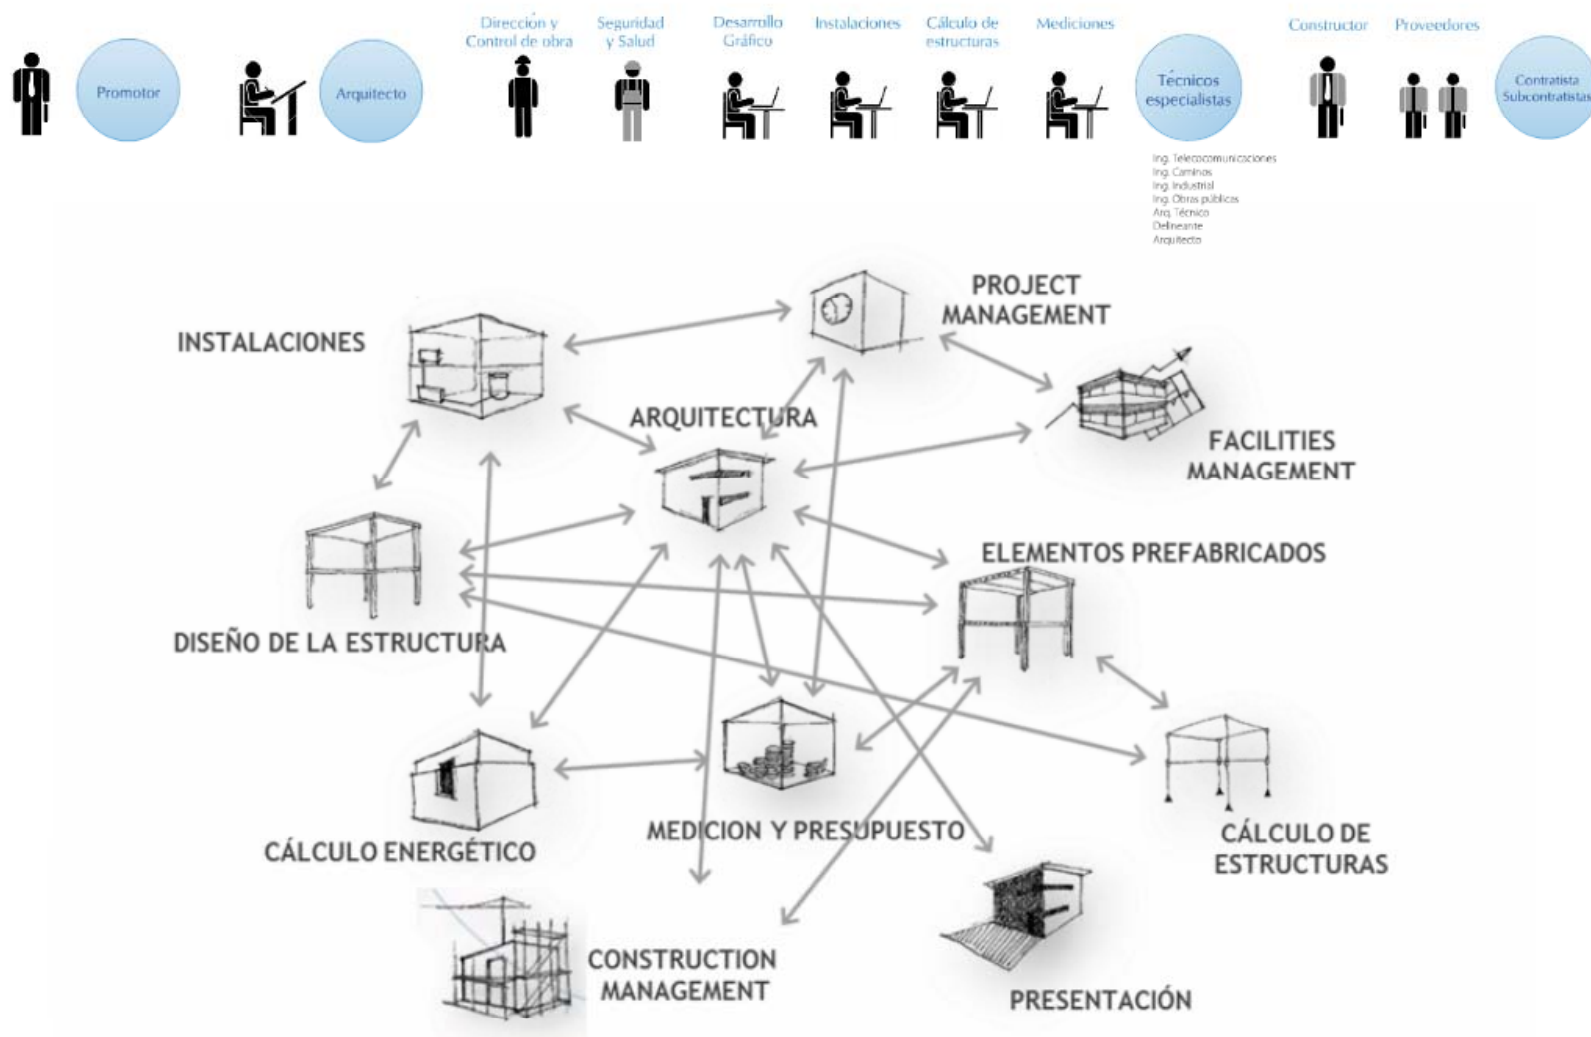 Dirección y
Control de obra
Seguridad
y Salud
Desarrollo
Gráfico
Instalaciones
Cálculo de
estructuras
Mediciones
Constructor
Proveedores
Promotor
Arquitecto
Técnicos
especialistas
Contratista
Subcontratistas
Ing. Telecocomunicaciones
Ing. Caminos
Ing. Industrial
Ing. Obras públicas
Arq. Técnico
Delineante
Arquitecto
PROJECT
MANAGEMENT
INSTALACIONES
ARQUITECTURA
FACILITIES
MANAGEMENT
ELEMENTOS PREFABRICADOS
DISEÑO DE LA ESTRUCTURA
MEDICION Y PRESUPUESTO
CÁLCULO DE
ESTRUCTURAS
CÁLCULO ENERGÉTICO
CONSTRUCTION
MANAGEMENT
PRESENTACIÓN